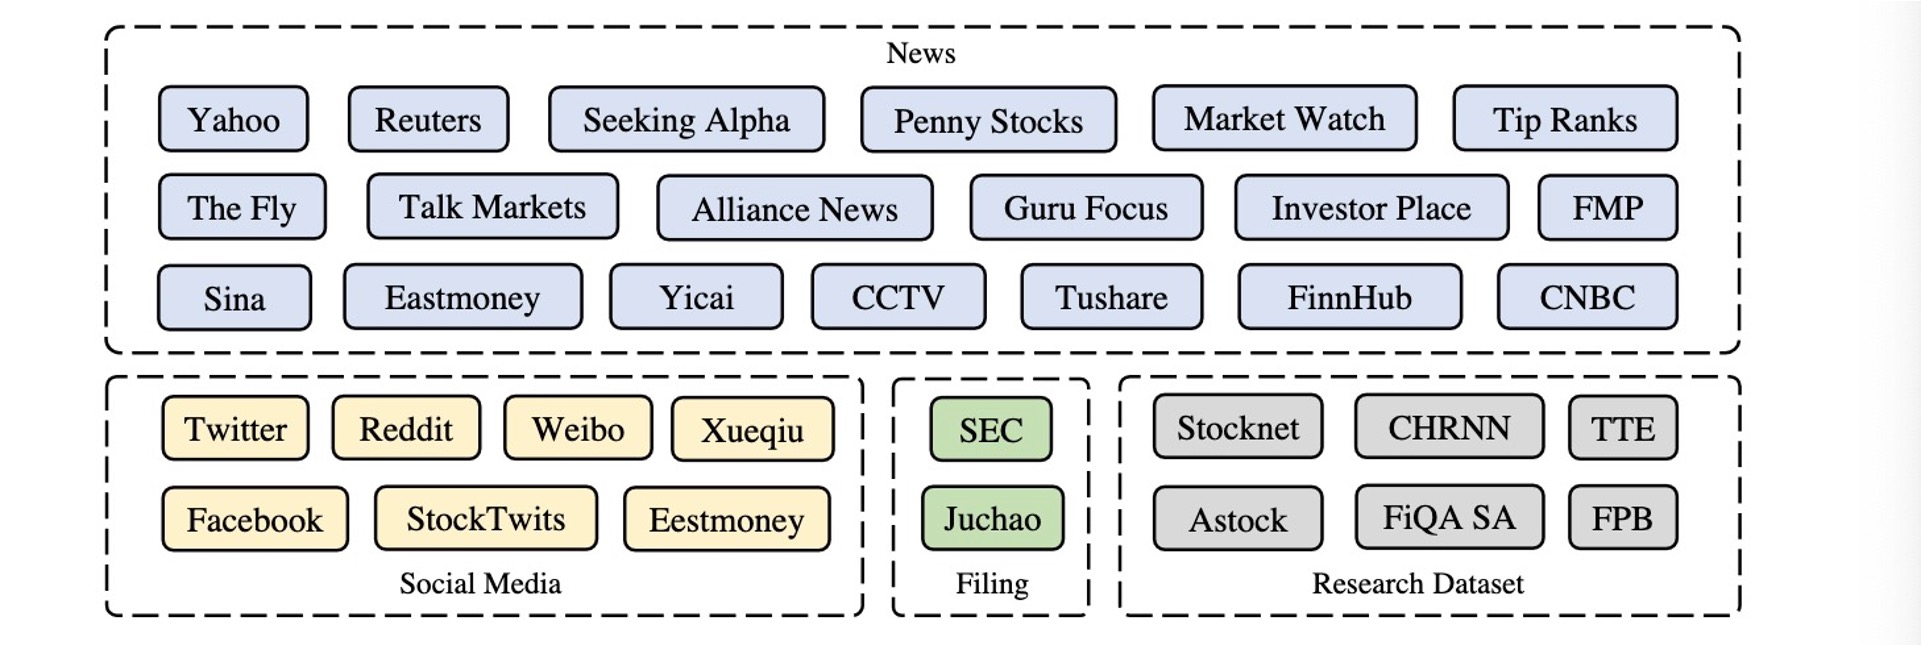 News
Yahoo Reuters Seeking Alpha Penny Stocks Market Watch Tip Ranks
The Fly Talk Markets Alliance News Guru Focus Investor Place FMP
Sina Eastmoney Yicai CCTV Tushare FinnHub CNBC
Twitter Reddit Weibo Xueqiu
Facebook StockTwits Eestmoney
Social Media
SEC
Juchao
Filing
Stocknet CHRNN TTE
Astock FiQA SA FPB
Research Dataset